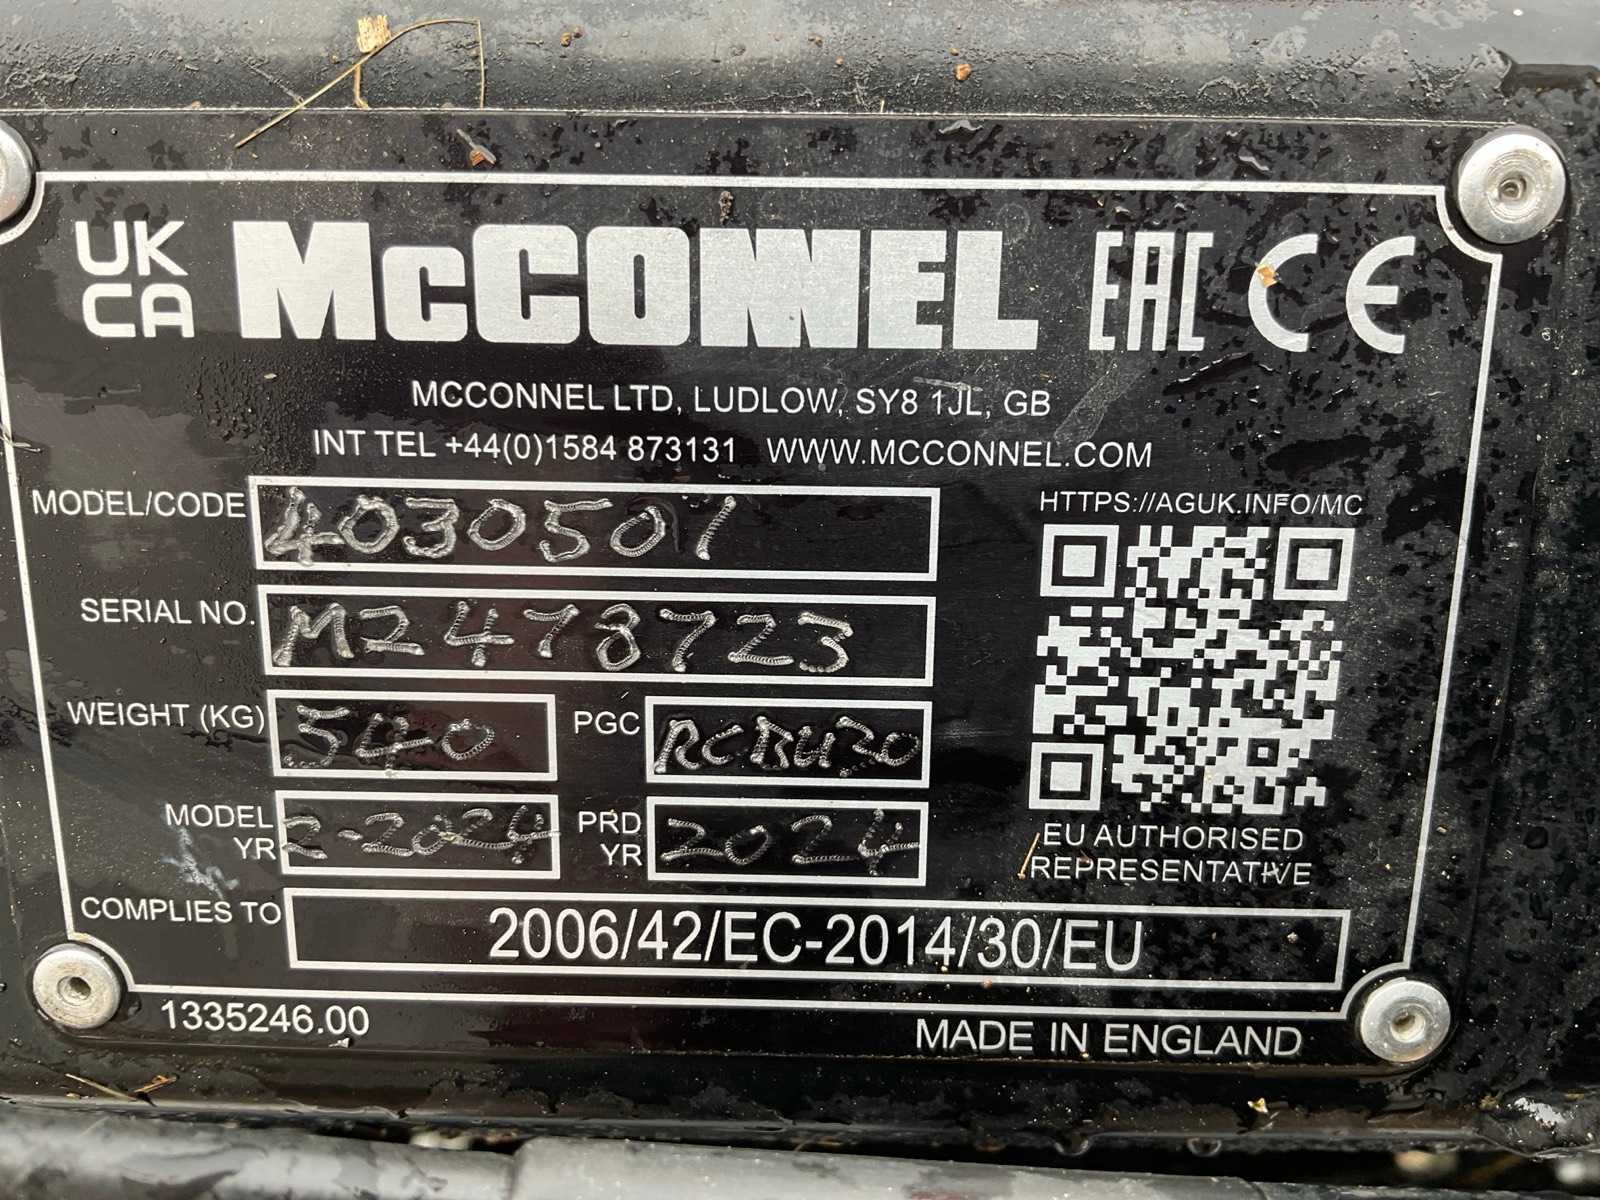 UK
CA
McCONNEL
EAC CE
MCCONNEL LTD, LUDLOW, SY8 1JL, GB
INT TEL +44(0)1584 873131 WWW.MCCONNEL.COM
MODEL/CODE 4030501
HTTPS://AGUK.INFO/MC
SERIAL NO. M2478723
WEIGHT (KG) 540 PGC RCBU20
MODEL YR 2-2024 PRD YR 2024
EU AUTHORISED
REPRESENTATIVE
COMPLIES TO 2006/42/EC-2014/30/EU
1335246.00
MADE IN ENGLAND